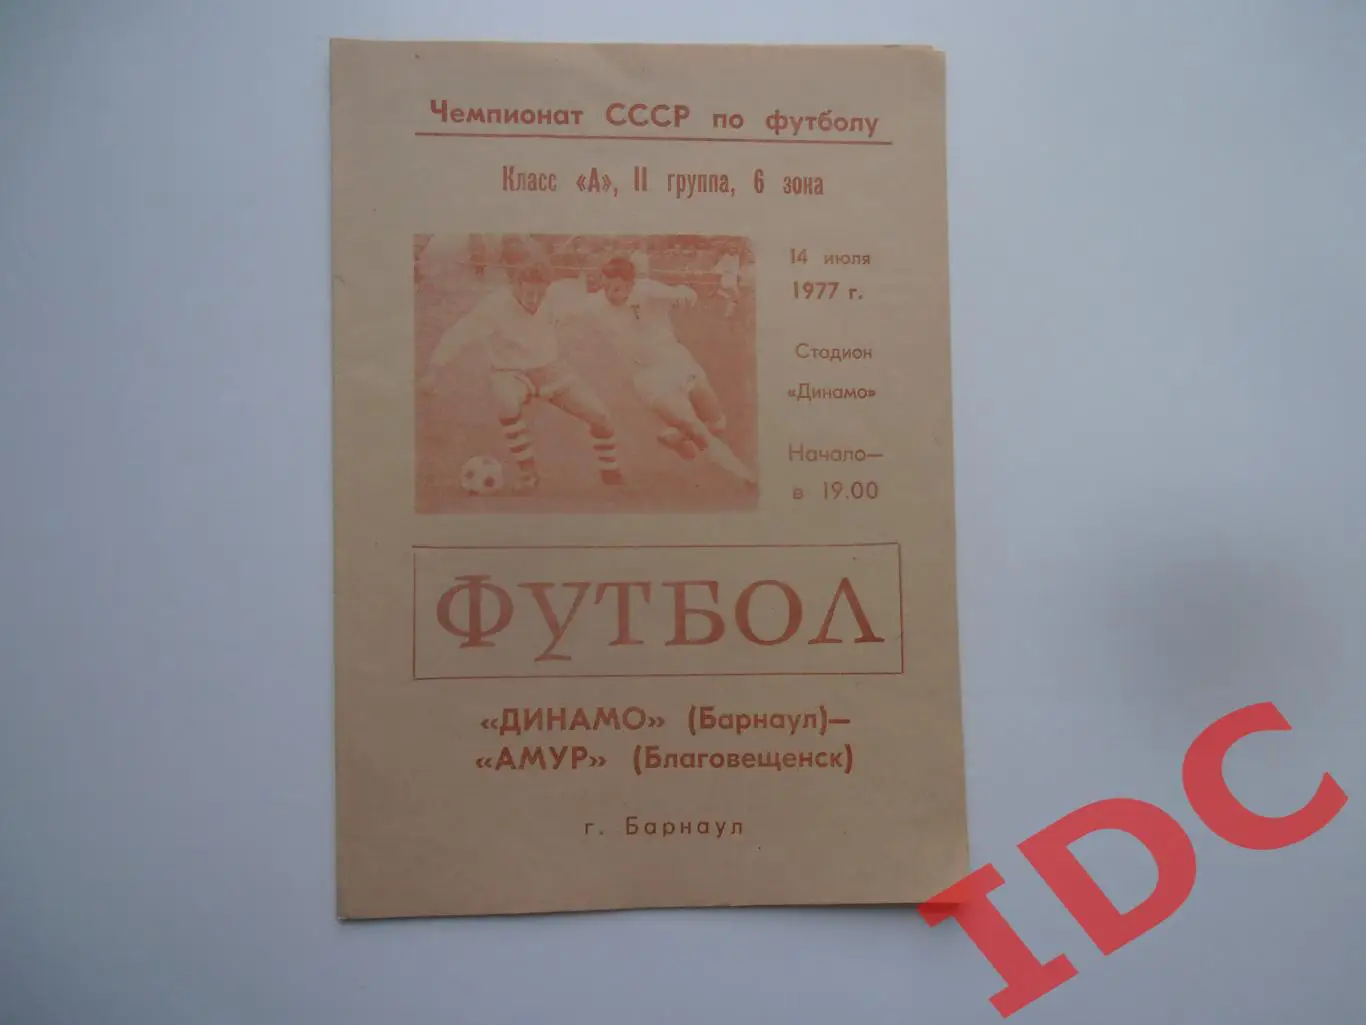 Чемпионат СССР по футболу
Класс «А», II группа, 6 зона
14 июля
1977 г.
Стадион
«Динамо»
Начало—
в 19.00
ФУТБОЛ
«ДИНАМО» (Барнаул)—
«АМУР» (Благовещенск)
г. Барнаул
IDC